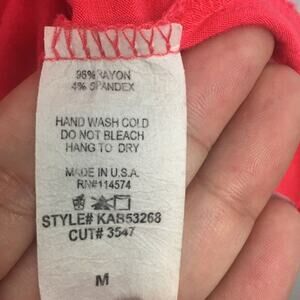 96% RAYON
4% SPANDEX
HAND WASH COLD
DO NOT BLEACH
HANG TO DRY
MADE IN U.S.A.
RN#114574
STYLE# KAB53268
CUT# 3547
M